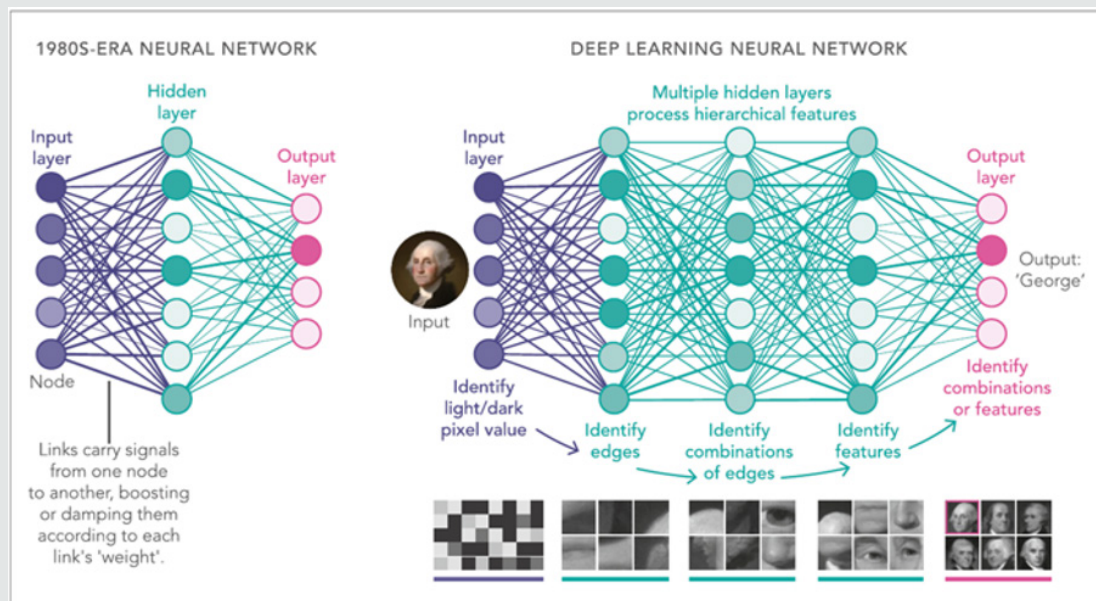 1980S-ERA NEURAL NETWORK
Hidden
layer
Input
layer
Output
layer
Node
Links carry signals
from one node
to another, boosting
or damping them
according to each
link's 'weight'.
DEEP LEARNING NEURAL NETWORK
Multiple hidden layers
process hierarchical features
Input
layer
Output
layer
Input
Output:
'George'
Identify
light/dark
pixel value
Identify
edges
Identify
combinations
of edges
Identify
features
Identify
combinations
or features